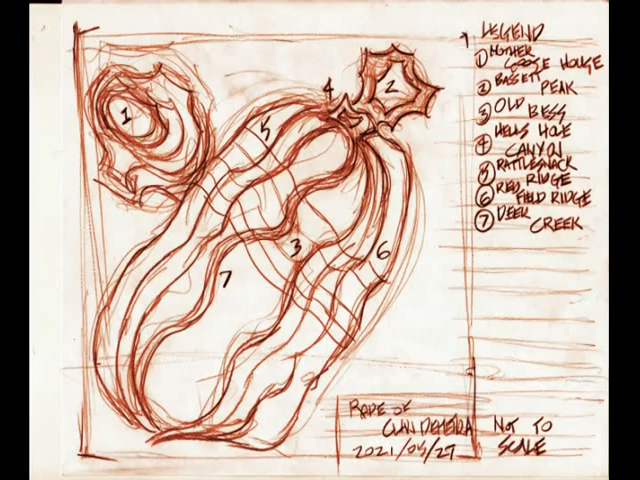 LEGEND
① MOTHER
GOOSE HOUSE
② BASSETT
PEAK
③ OLD BESS
④ HELLS HOLE
CANYON
⑤ RATTLESNACK
RIDGE
⑥ RED
FIELD RIDGE
⑦ DEER
CREEK
4
2
1
5
3
6
7
OF
NOT TO
SCALE
2021/05/27